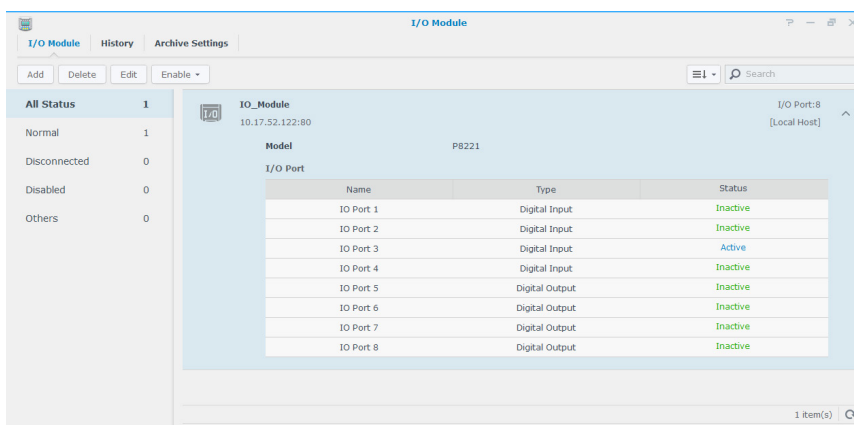 I/O Module
I/O Module History Archive Settings
Add Delete Edit Enable Search
All Status 1
Normal 1
Disconnected 0
Disabled 0
Others 0
I/O
IO_Module I/O Port:8
10.17.52.122:80 [Local Host]
Model P8221
I/O Port
Name Type Status
IO Port 1 Digital Input Inactive
IO Port 2 Digital Input Inactive
IO Port 3 Digital Input Active
IO Port 4 Digital Input Inactive
IO Port 5 Digital Output Inactive
IO Port 6 Digital Output Inactive
IO Port 7 Digital Output Inactive
IO Port 8 Digital Output Inactive
1 item(s)